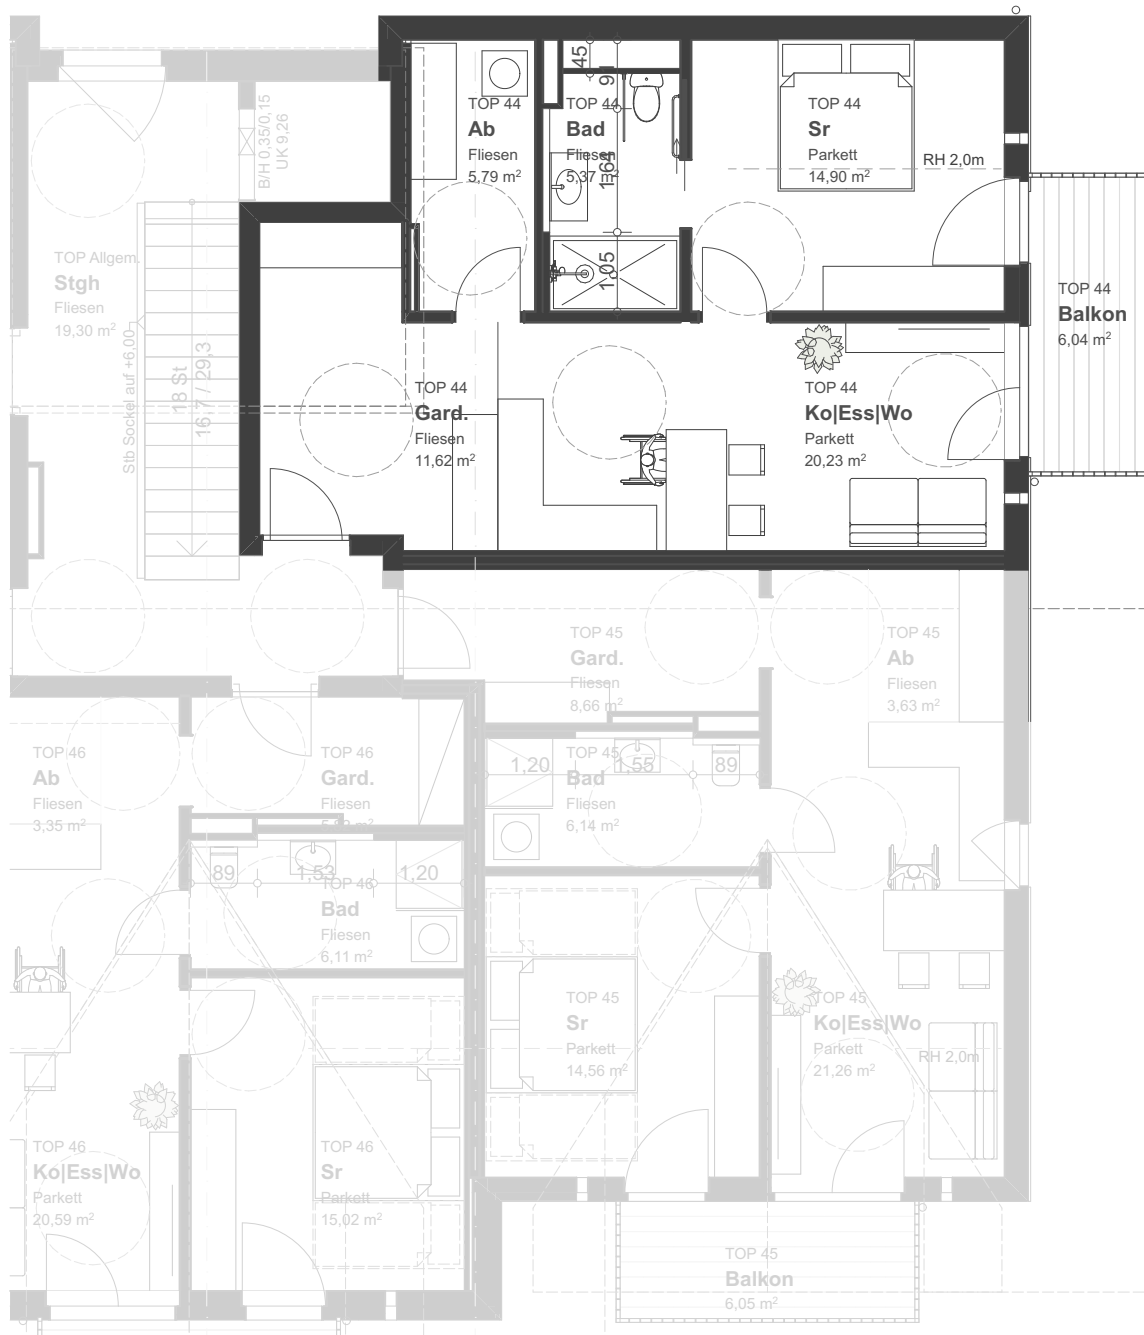 TOP 44
Ab
Fliesen
5,79 m²
TOP 44
Bad
Fliesen
5,37 m²
45
9
1,64
1,05
TOP 44
Sr
Parkett
14,90 m²
RH 2,0m
B/H 0,35/0,15
UK 9,26
TOP Allgem.
Stgh
Fliesen
19,30 m²
Stb Sockel auf +6,00
18 St
16,7 / 29,3
TOP 44
Balkon
6,04 m²
TOP 44
Gard.
Fliesen
11,62 m²
TOP 44
Ko|Ess|Wo
Parkett
20,23 m²
TOP 45
Gard.
Fliesen
8,66 m²
TOP 45
Ab
Fliesen
3,63 m²
TOP 46
Ab
Fliesen
3,35 m²
TOP 46
Gard.
Fliesen
TOP 45
Bad
Fliesen
6,14 m²
1,20
1,55
89
89
1,53
1,20
TOP 46
Bad
Fliesen
6,11 m²
TOP 45
Sr
Parkett
14,56 m²
TOP 45
Ko|Ess|Wo
Parkett
21,26 m²
RH 2,0m
TOP 46
Ko|Ess|Wo
Parkett
20,59 m²
TOP 46
Sr
Parkett
15,02 m²
TOP 45
Balkon
6,05 m²